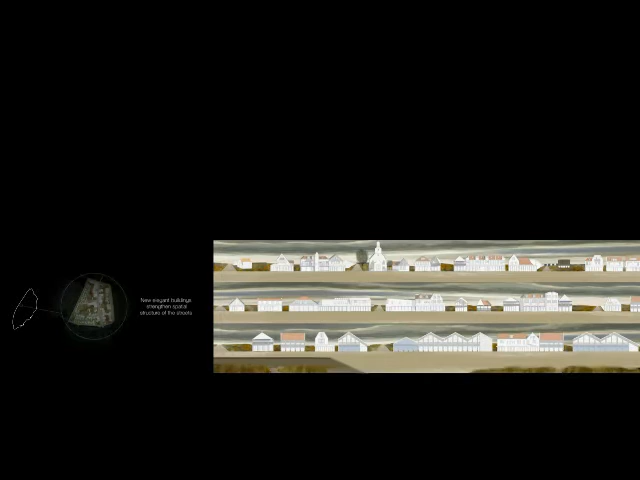 New elegant buildings
strengthen spatial
structure of the streets